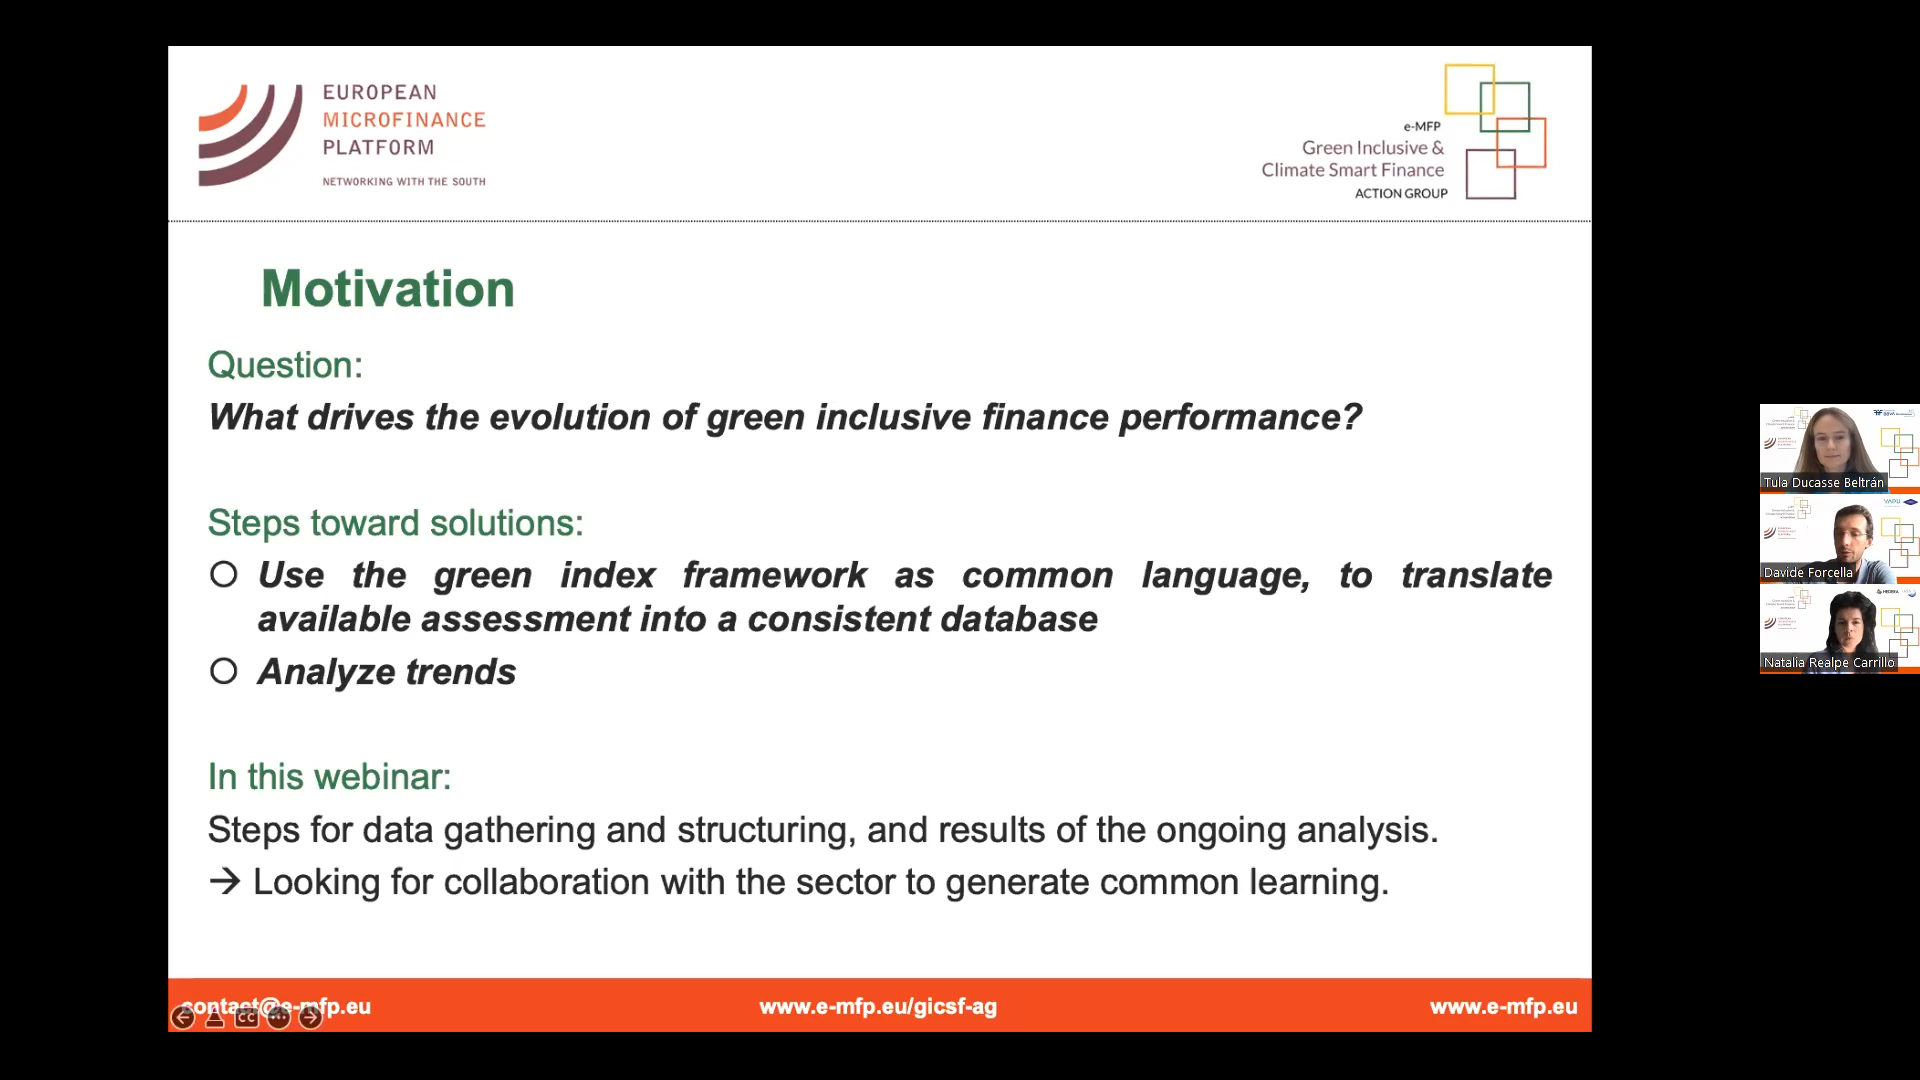 EUROPEAN
MICROFINANCE
PLATFORM
NETWORKING WITH THE SOUTH
e-MFP
Green Inclusive &
Climate Smart Finance
ACTION GROUP
Motivation
Question:
What drives the evolution of green inclusive finance performance?
Steps toward solutions:
Use the green index framework as common language, to translate
available assessment into a consistent database
Analyze trends
In this webinar:
Steps for data gathering and structuring, and results of the ongoing analysis.
→ Looking for collaboration with the sector to generate common learning.
contact@e-mfp.eu
www.e-mfp.eu/gicsf-ag
www.e-mfp.eu
CC
Tula Ducasse Beltrán
Davide Forcella
Natalia Realpe Carrillo